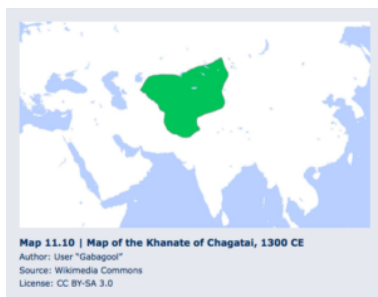 Map 11.10 | Map of the Khanate of Chagatai, 1300 CE
Author: User “Gabagool”
Source: Wikimedia Commons
License: CC BY-SA 3.0